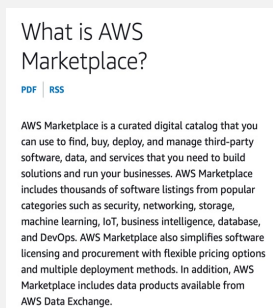 What is AWS
Marketplace?
PDF RSS
AWS Marketplace is a curated digital catalog that you
can use to find, buy, deploy, and manage third-party
software, data, and services that you need to build
solutions and run your businesses. AWS Marketplace
includes thousands of software listings from popular
categories such as security, networking, storage,
machine learning, IoT, business intelligence, database,
and DevOps. AWS Marketplace also simplifies software
licensing and procurement with flexible pricing options
and multiple deployment methods. In addition, AWS
Marketplace includes data products available from
AWS Data Exchange.